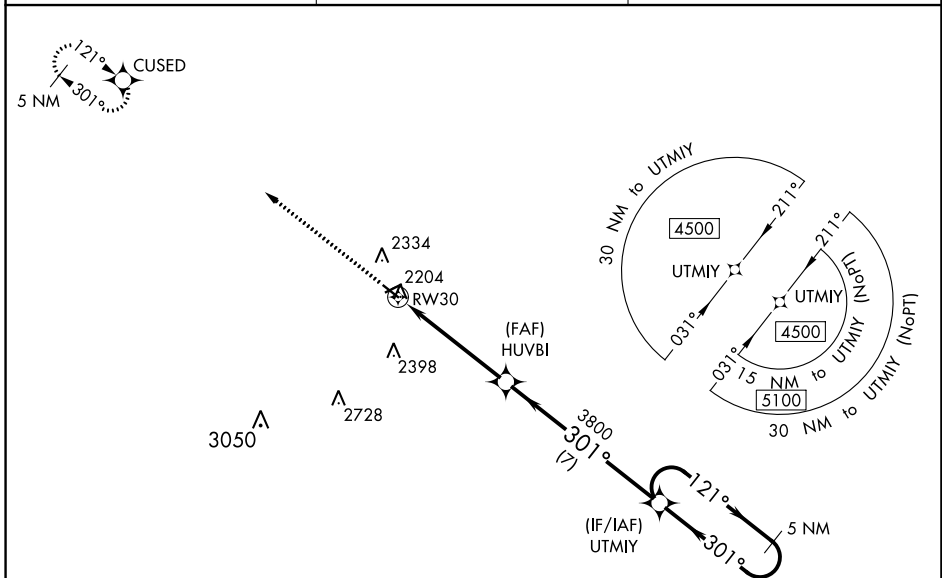 121°
CUSED
301°
5 NM
30 NM to UTMIY
211°
4500
UTMIY
031°
211°
UTMIY
4500
15 NM to UTMIY (NoPT)
031°
5100
30 NM to UTMIY (NoPT)
2334
2204
RW30
(FAF)
HUVBI
2398
2728
3050
3800
301°
(7)
121°
5 NM
(IF/IAF)
UTMIY
301°